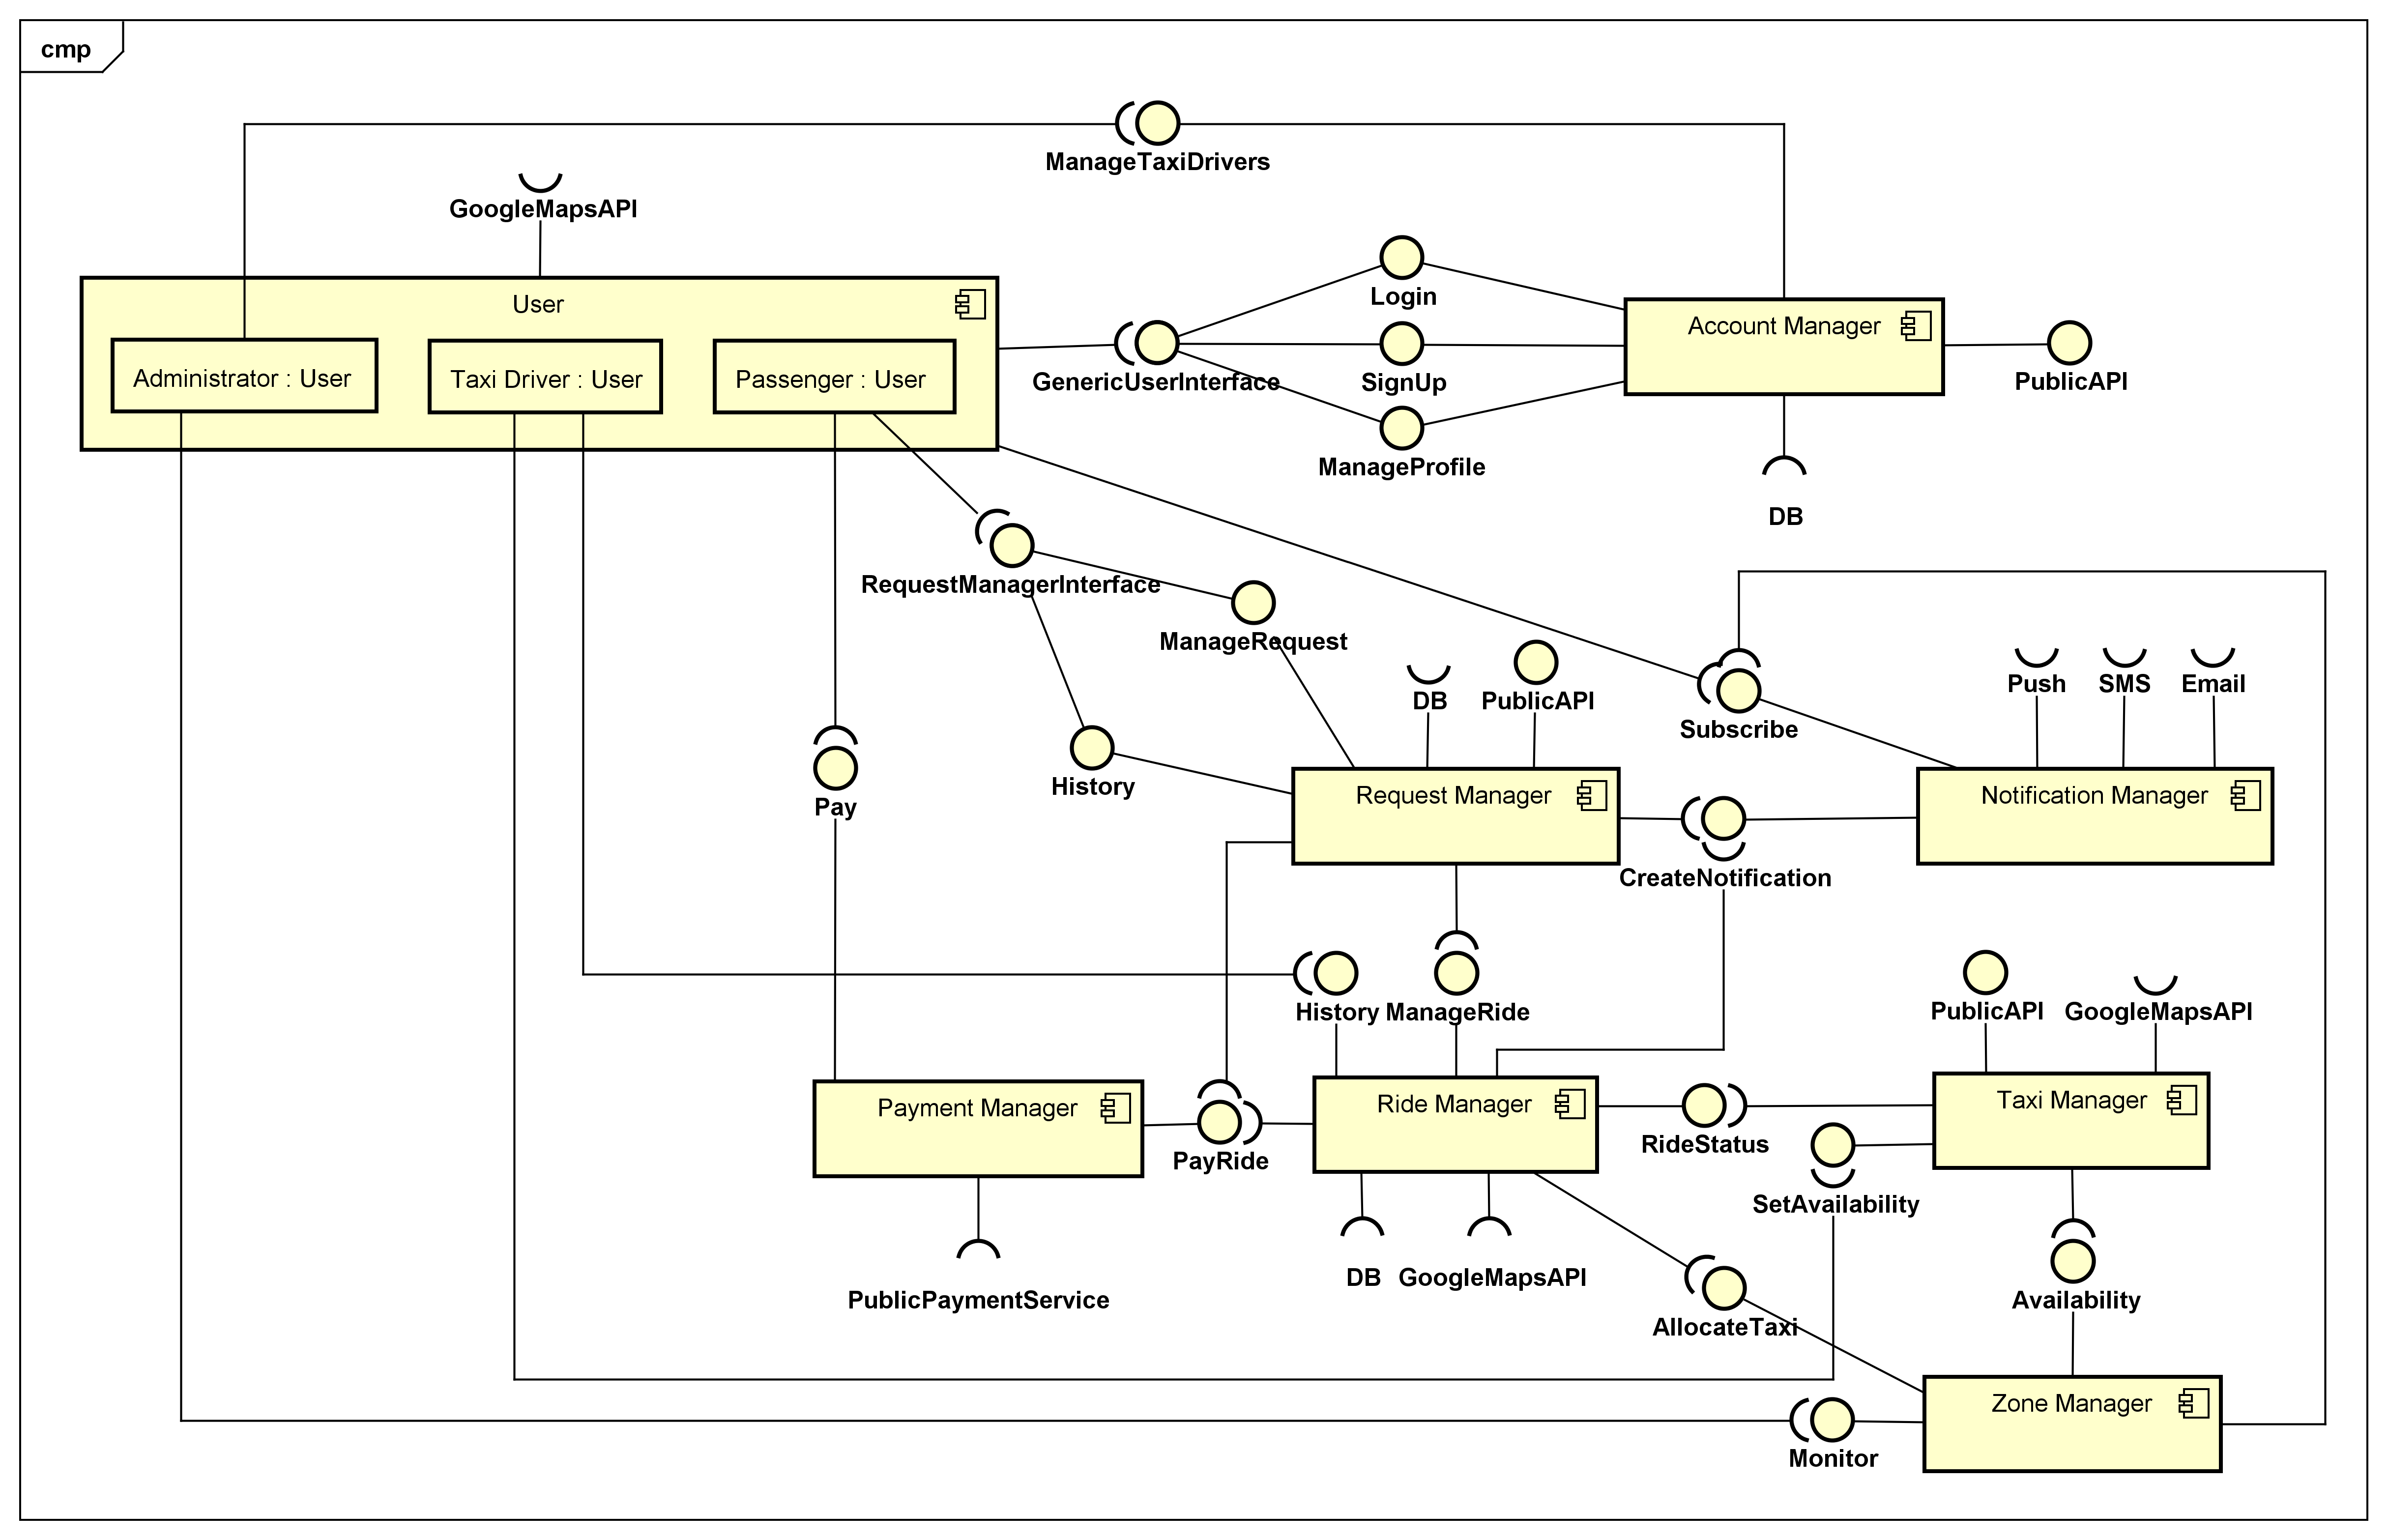 cmp
ManageTaxiDrivers
GoogleMapsAPI
User
Administrator : User
Taxi Driver : User
Passenger : User
GenericUserInterface
Login
SignUp
ManageProfile
Account Manager
PublicAPI
DB
RequestManagerInterface
ManageRequest
History
Pay
DB
PublicAPI
Subscribe
Push
SMS
Email
Request Manager
CreateNotification
Notification Manager
History
ManageRide
PublicAPI
GoogleMapsAPI
Payment Manager
PayRide
Ride Manager
RideStatus
Taxi Manager
SetAvailability
PublicPaymentService
DB
GoogleMapsAPI
AllocateTaxi
Availability
Zone Manager
Monitor